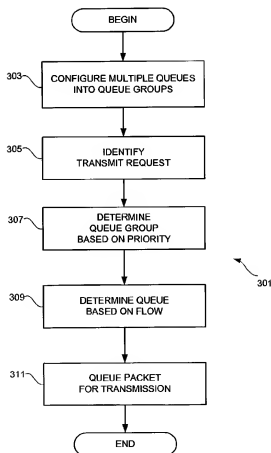 BEGIN
303
CONFIGURE MULTIPLE QUEUES
INTO QUEUE GROUPS
305
IDENTIFY
TRANSMIT REQUEST
307
DETERMINE
QUEUE GROUP
BASED ON PRIORITY
301
309
DETERMINE QUEUE
BASED ON FLOW
311
QUEUE PACKET
FOR TRANSMISSION
END